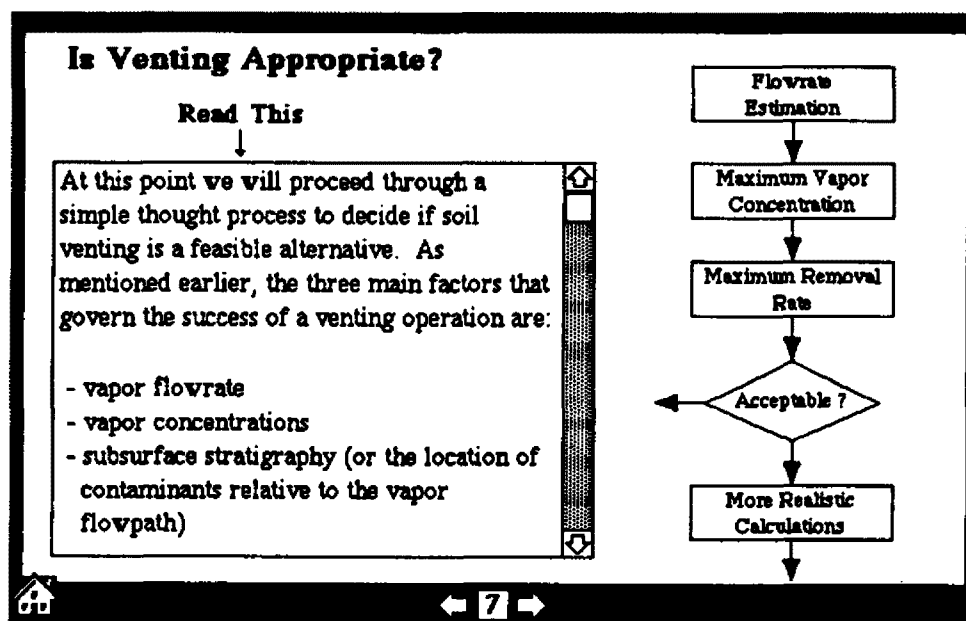 Is Venting Appropriate?
Read This
At this point we will proceed through a
simple thought process to decide if soil
venting is a feasible alternative. As
mentioned earlier, the three main factors that
govern the success of a venting operation are:
- vapor flowrate
- vapor concentrations
- subsurface stratigraphy (or the location of
contaminants relative to the vapor
flowpath)
Flowrate
Estimation
Maximum Vapor
Concentration
Maximum Removal
Rate
Acceptable ?
More Realistic
Calculations
7